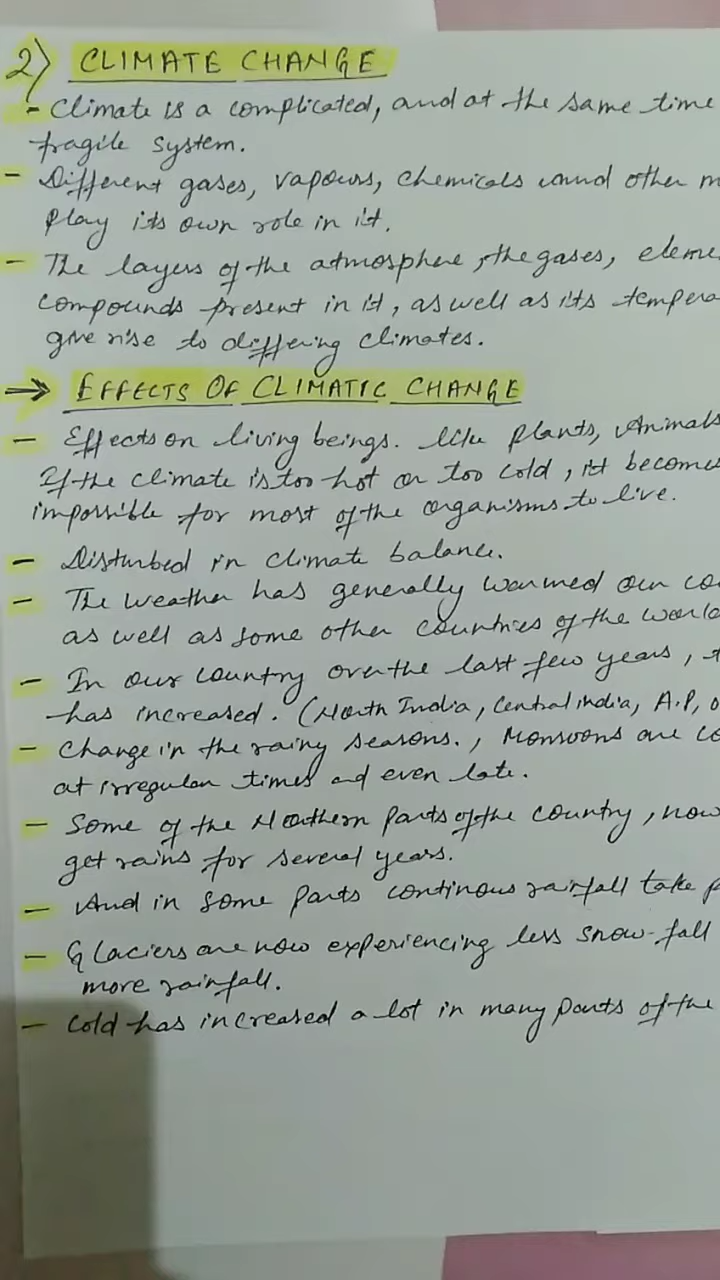 2) CLIMATE CHANGE
- Climate is a complicated, and at the same time
fragile system.
- Different gases, vapours, chemicals and other
play its own role in it.
- The layers of the atmosphere, the gases, eleme
compounds present in it, as well as its tempera
give rise to differing climates.
→ EFFECTS OF CLIMATIC CHANGE
- Effects on living beings. like plants, Animals
If the climate is too hot or too cold, it becomes
impossible for most of the organisms to live.
- Disturbed in climate balance.
- The weather has generally warmed our co
as well as some other countries of the world
- In our country over the last few years,
has increased. (North India, Central india, A.P,
- Change in the rainy seasons., Monsoons are co
at irregular times and even late.
- Some of the Northern parts of the country, now
get rains for several years.
- And in some parts continous rainfall take p
- Glaciers are now experiencing less snow-fall
more rainfall.
- Cold has increased a lot in many parts of the